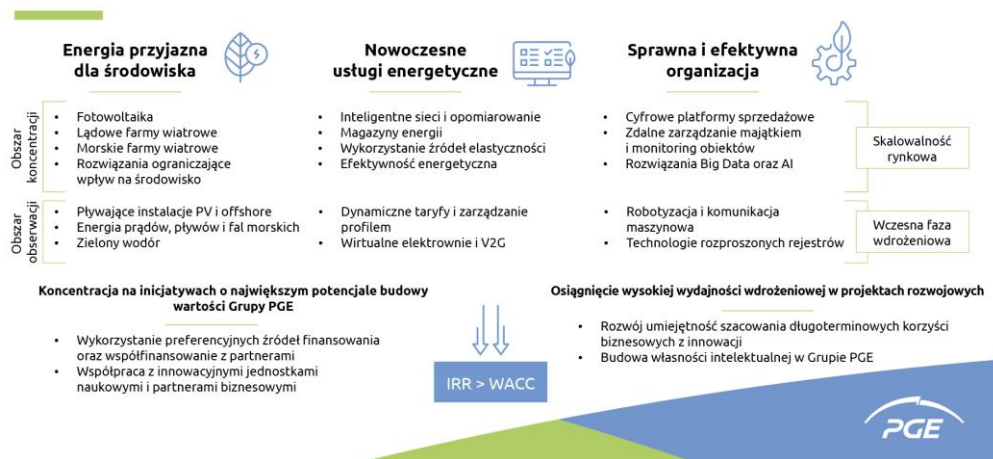 Energia przyjazna
dla środowiska
Nowoczesne
usługi energetyczne
Sprawna i efektywna
organizacja
Obszar
koncentracji
• Fotowoltaika
• Lądowe farmy wiatrowe
• Morskie farmy wiatrowe
• Rozwiązania ograniczające
wpływ na środowisko
• Inteligentne sieci i opomiarowanie
• Magazyny energii
• Wykorzystanie źródeł elastyczności
• Efektywność energetyczna
• Cyfrowe platformy sprzedażowe
• Zdalne zarządzanie majątkiem
i monitoring obiektów
• Rozwiązania Big Data oraz AI
Skalowalność
rynkowa
Obszar
obserwacji
• Pływające instalacje PV i offshore
• Energia prądów, pływów i fal morskich
• Zielony wodór
• Dynamiczne taryfy i zarządzanie
profilem
• Wirtualne elektrownie i V2G
• Robotyzacja i komunikacja
maszynowa
• Technologie rozproszonych rejestrów
Wczesna faza
wdrożeniowa
Koncentracja na inicjatywach o największym potencjale budowy
wartości Grupy PGE
• Wykorzystanie preferencyjnych źródeł finansowania
oraz współfinansowanie z partnerami
• Współpraca z innowacyjnymi jednostkami
naukowymi i partnerami biznesowymi
IRR > WACC
Osiągnięcie wysokiej wydajności wdrożeniowej w projektach rozwojowych
• Rozwój umiejętność szacowania długoterminowych korzyści
biznesowych z innowacji
• Budowa własności intelektualnej w Grupie PGE
PGE